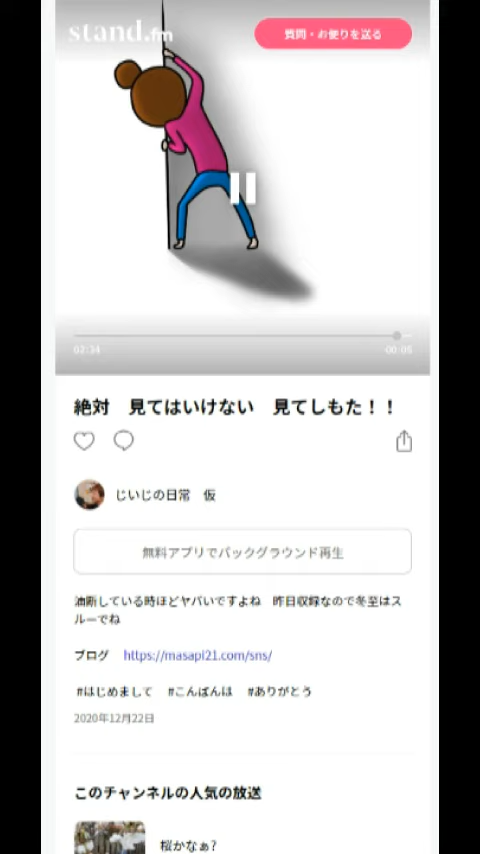 stand.fm
質問・お便りを送る
02:34
00:05
絶対　見てはいけない　見てしもた！！
じいじの日常　仮
無料アプリでバックグラウンド再生
油断している時ほどヤバいですよね　昨日収録なので冬至はス
ルーでね
ブログ　https://masapi21.com/sns/
#はじめまして　#こんばんは　#ありがとう
2020年12月22日
このチャンネルの人気の放送
桜かなぁ?